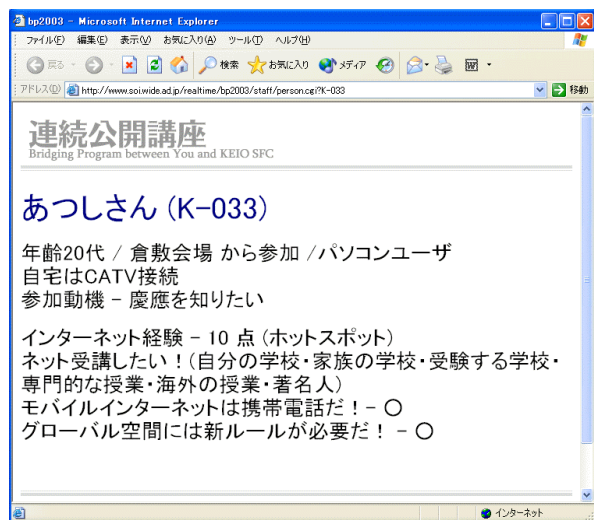 bp2003 - Microsoft Internet Explorer
ファイル(F) 編集(E) 表示(V) お気に入り(A) ツール(T) ヘルプ(H)
戻る 検索 お気に入り メディア
アドレス(D) http://www.soi.wide.ad.jp/realtime/bp2003/staff/person.cgi?K-033 移動
連続公開講座
Bridging Program between You and KEIO SFC
あつしさん (K-033)
年齢20代 / 倉敷会場 から参加 /パソコンユーザ
自宅はCATV接続
参加動機 - 慶應を知りたい
インターネット経験 - 10 点 (ホットスポット)
ネット受講したい！(自分の学校・家族の学校・受験する学校・
専門的な授業・海外の授業・著名人)
モバイルインターネットは携帯電話だ！- ○
グローバル空間には新ルールが必要だ！ - ○
インターネット